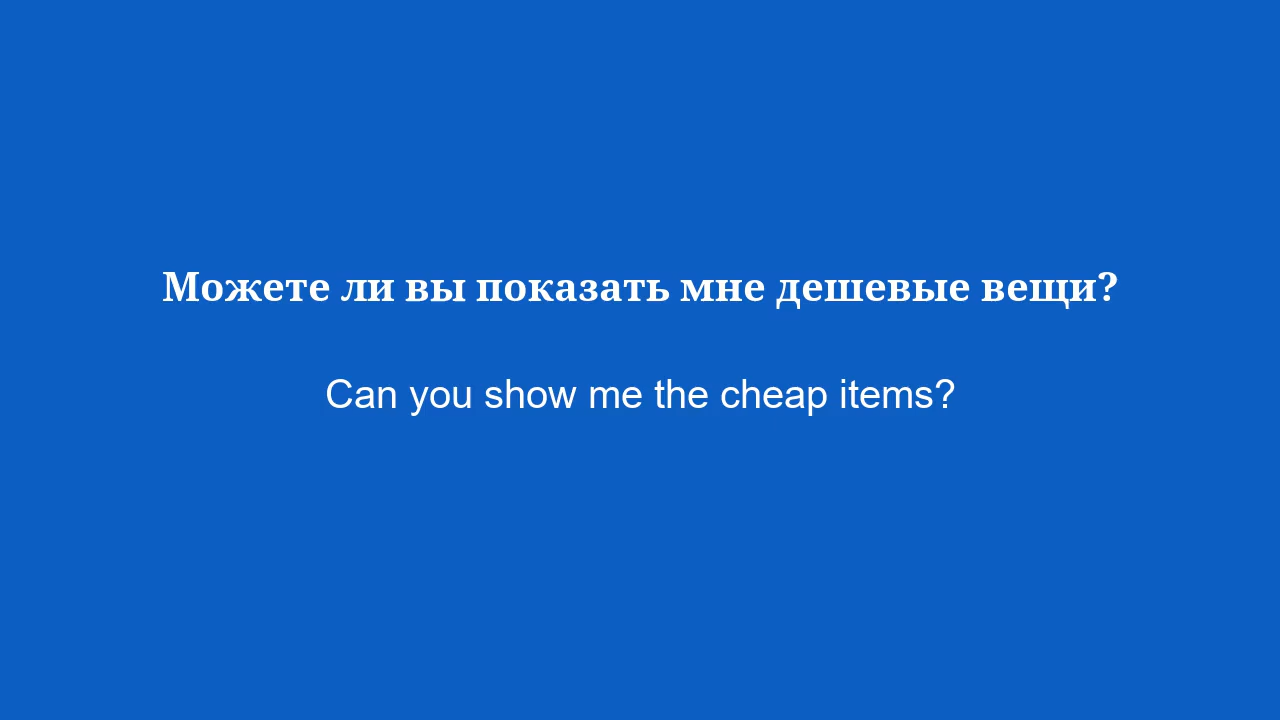 Можете ли вы показать мне дешевые вещи?
Can you show me the cheap items?